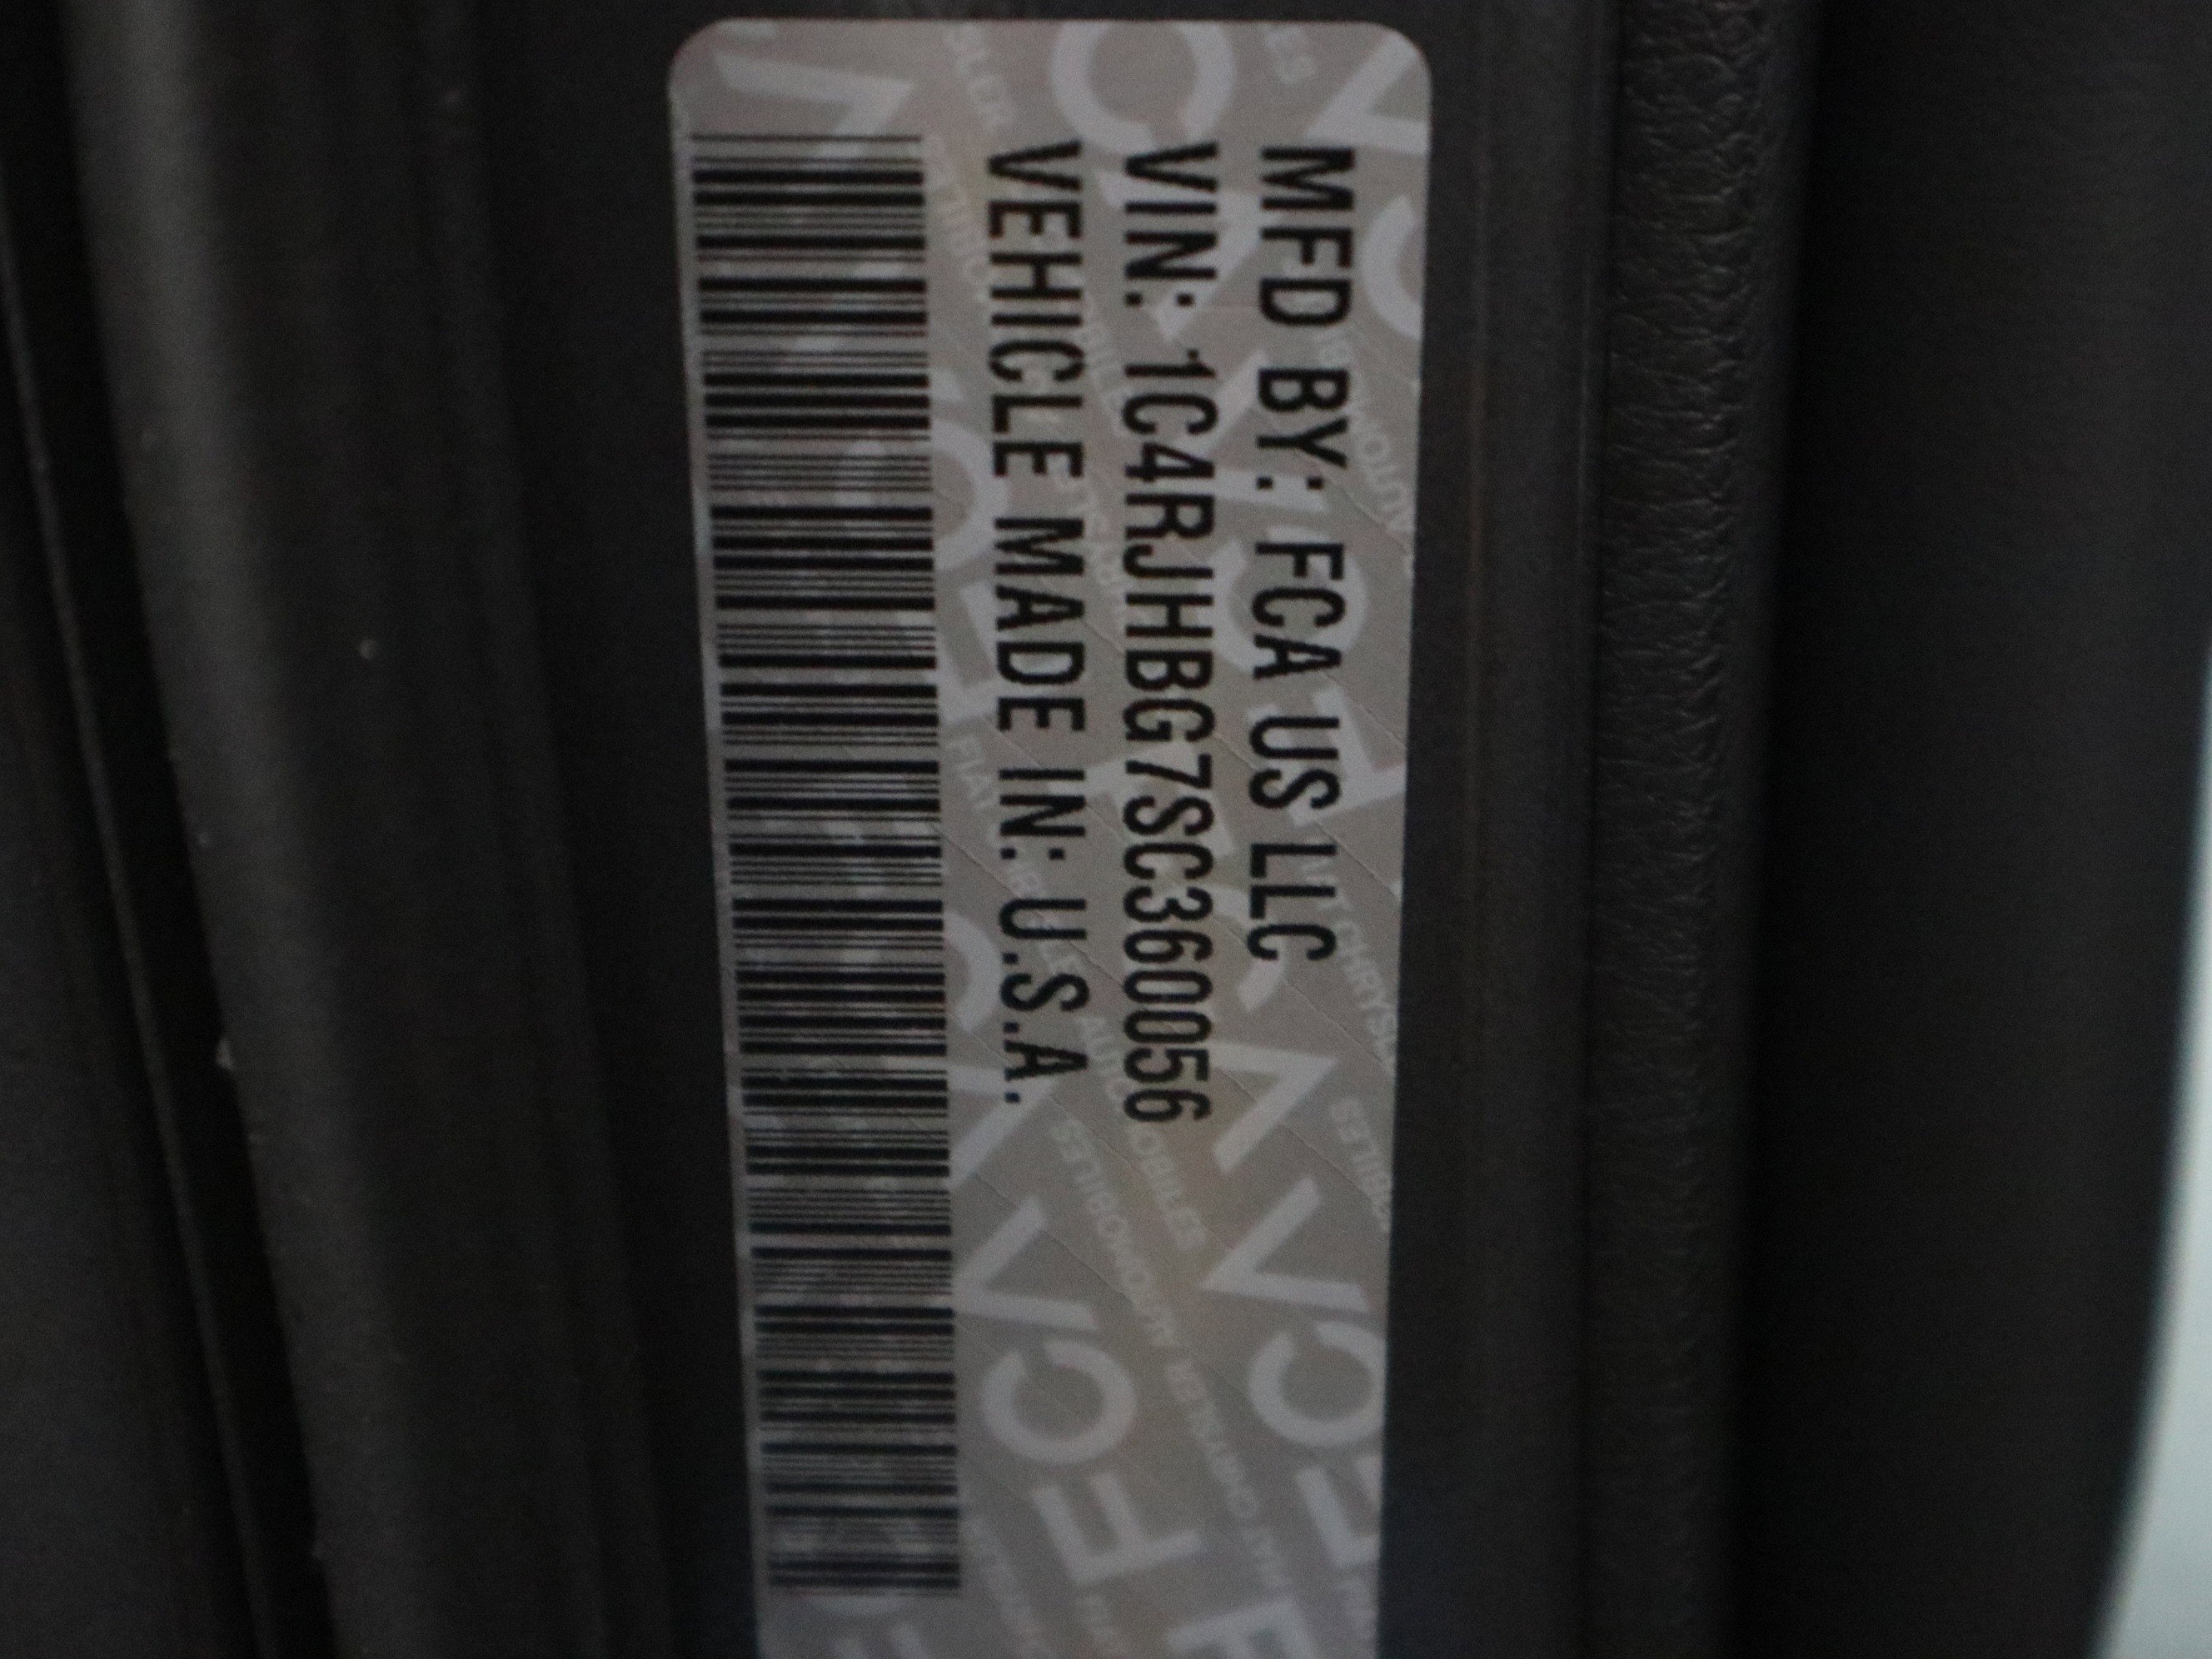 MFD BY: FCA US LLC
VIN: 1C4RJHBG7SC360056
VEHICLE MADE IN: U.S.A.